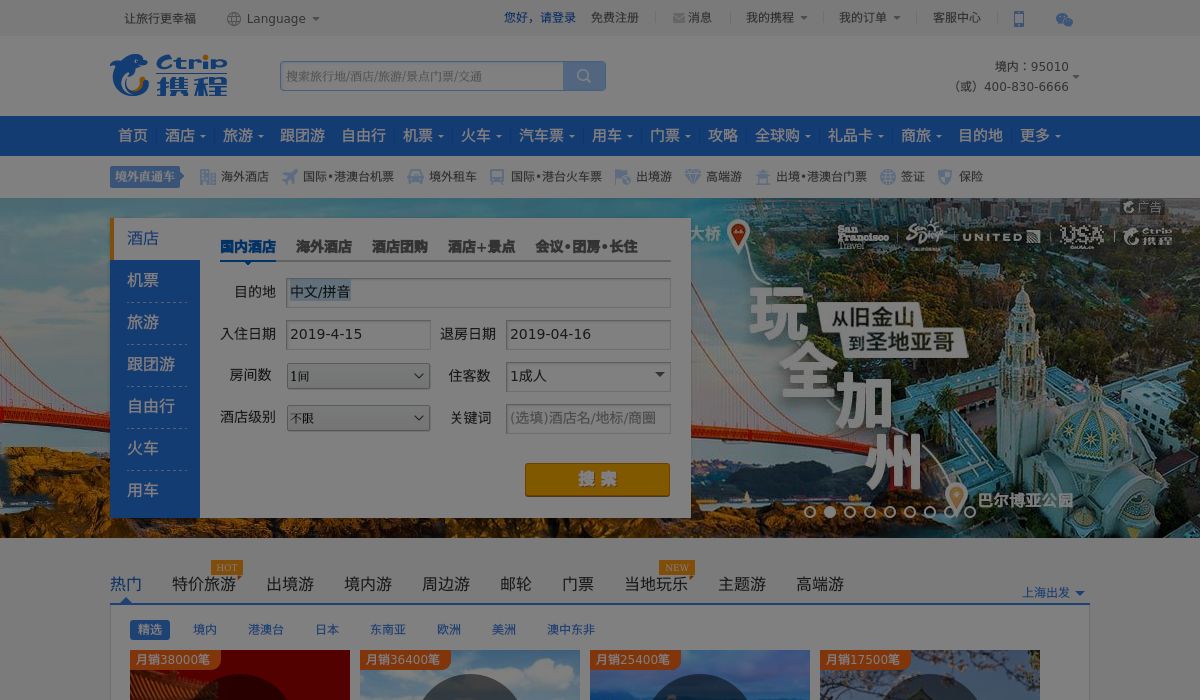 让旅行更幸福 Language 您好，请登录 免费注册 消息 我的携程 我的订单 客服中心
Ctrip
携程
搜索旅行地/酒店/旅游/景点门票/交通
境内：95010
（或）400-830-6666
首页 酒店 旅游 跟团游 自由行 机票 火车 汽车票 用车 门票 攻略 全球购 礼品卡 商旅 目的地 更多
境外直通车 海外酒店 国际•港澳台机票 境外租车 国际•港台火车票 出境游 高端游 出境•港澳台门票 签证 保险
广告
酒店
机票
旅游
跟团游
自由行
火车
用车
国内酒店 海外酒店 酒店团购 酒店+景点 会议•团房•长住
目的地 中文/拼音
入住日期 2019-4-15 退房日期 2019-04-16
房间数 1间 住客数 1成人
酒店级别 不限 关键词 (选填)酒店名/地标/商圈
搜 索
大桥
San Francisco Travel San Diego CALIFORNIA UNITED USA Ctrip 携程
玩全加州
从旧金山
到圣地亚哥
巴尔博亚公园
HOT NEW
热门 特价旅游 出境游 境内游 周边游 邮轮 门票 当地玩乐 主题游 高端游
上海出发
精选 境内 港澳台 日本 东南亚 欧洲 美洲 澳中东非
月销38000笔 月销36400笔 月销25400笔 月销17500笔